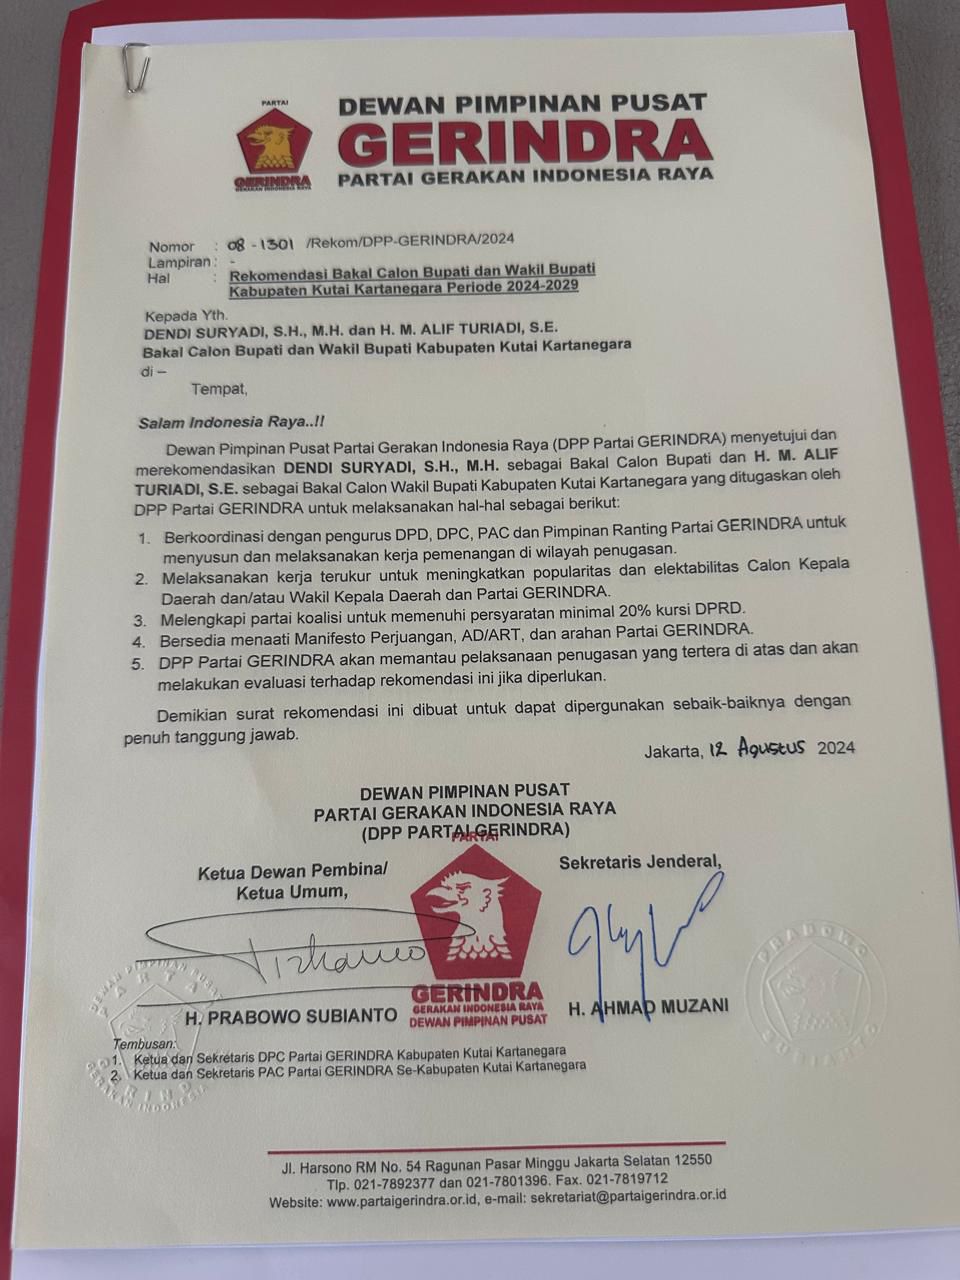 PARTAI
GERINDRA
GERAKAN INDONESIA RAYA
DEWAN PIMPINAN PUSAT
GERINDRA
PARTAI GERAKAN INDONESIA RAYA
Nomor : 08-1301 /Rekom/DPP-GERINDRA/2024
Lampiran : -
Hal : Rekomendasi Bakal Calon Bupati dan Wakil Bupati
Kabupaten Kutai Kartanegara Periode 2024-2029
Kepada Yth.
DENDI SURYADI, S.H., M.H. dan H. M. ALIF TURIADI, S.E.
Bakal Calon Bupati dan Wakil Bupati Kabupaten Kutai Kartanegara
di –
Tempat,
Salam Indonesia Raya..!!
Dewan Pimpinan Pusat Partai Gerakan Indonesia Raya (DPP Partai GERINDRA) menyetujui dan
merekomendasikan DENDI SURYADI, S.H., M.H. sebagai Bakal Calon Bupati dan H. M. ALIF
TURIADI, S.E. sebagai Bakal Calon Wakil Bupati Kabupaten Kutai Kartanegara yang ditugaskan oleh
DPP Partai GERINDRA untuk melaksanakan hal-hal sebagai berikut:
1. Berkoordinasi dengan pengurus DPD, DPC, PAC dan Pimpinan Ranting Partai GERINDRA untuk
menyusun dan melaksanakan kerja pemenangan di wilayah penugasan.
2. Melaksanakan kerja terukur untuk meningkatkan popularitas dan elektabilitas Calon Kepala
Daerah dan/atau Wakil Kepala Daerah dan Partai GERINDRA.
3. Melengkapi partai koalisi untuk memenuhi persyaratan minimal 20% kursi DPRD.
4. Bersedia menaati Manifesto Perjuangan, AD/ART, dan arahan Partai GERINDRA.
5. DPP Partai GERINDRA akan memantau pelaksanaan penugasan yang tertera di atas dan akan
melakukan evaluasi terhadap rekomendasi ini jika diperlukan.
Demikian surat rekomendasi ini dibuat untuk dapat dipergunakan sebaik-baiknya dengan
penuh tanggung jawab.
Jakarta, 12 Agustus 2024
DEWAN PIMPINAN PUSAT
PARTAI GERAKAN INDONESIA RAYA
(DPP PARTAI GERINDRA)
PARTAI
Ketua Dewan Pembina/
Ketua Umum,
Sekretaris Jenderal,
GERINDRA
GERAKAN INDONESIA RAYA
DEWAN PIMPINAN PUSAT
H. PRABOWO SUBIANTO
H. AHMAD MUZANI
DEWAN PIMPINAN PUSAT
PARTAI
GERINDRA
GERAKAN INDONESIA RAYA
PRABOWO
SUBIANTO
Tembusan:
1. Ketua dan Sekretaris DPC Partai GERINDRA Kabupaten Kutai Kartanegara
2. Ketua dan Sekretaris PAC Partai GERINDRA Se-Kabupaten Kutai Kartanegara
Jl. Harsono RM No. 54 Ragunan Pasar Minggu Jakarta Selatan 12550
Tlp. 021-7892377 dan 021-7801396. Fax. 021-7819712
Website: www.partaigerindra.or.id, e-mail: sekretariat@partaigerindra.or.id